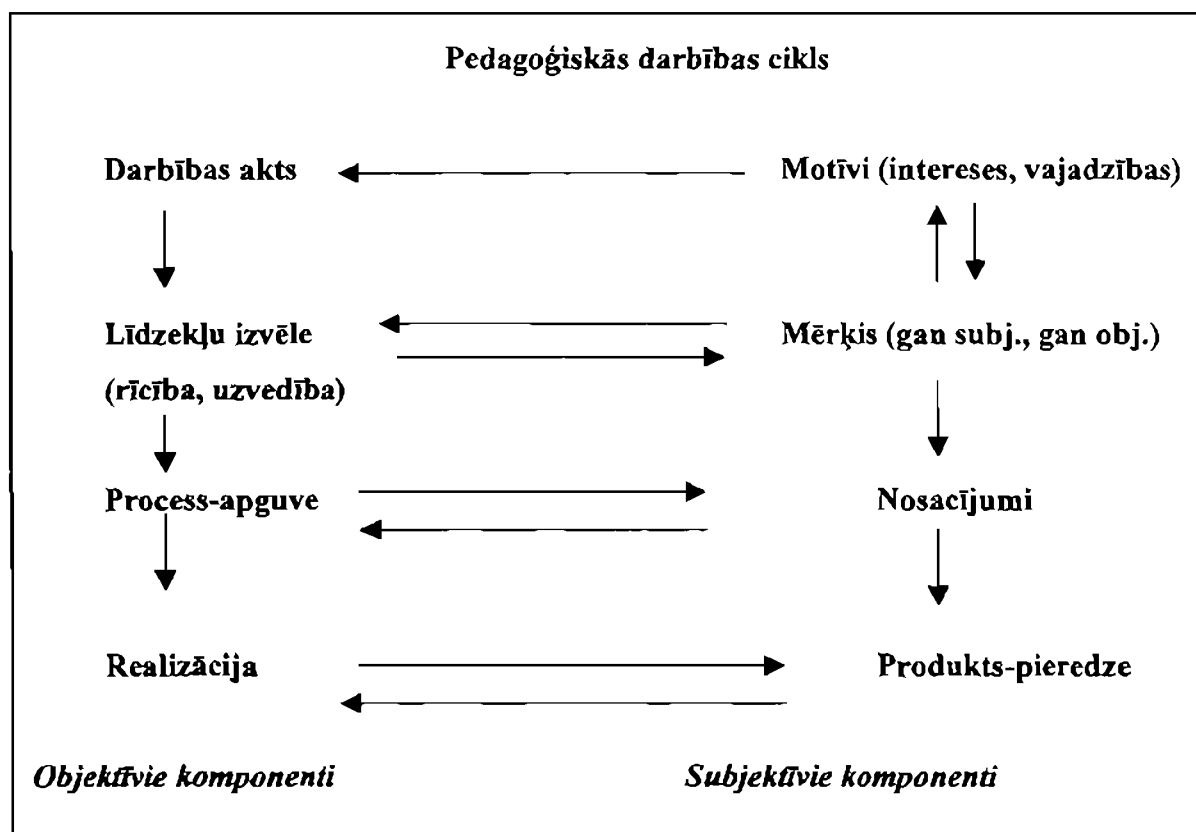 Pedagoģiskās darbības cikls
Darbības akts
Motīvi (intereses, vajadzības)
Līdzekļu izvēle
Mērķis (gan subj., gan obj.)
(rīcība, uzvedība)
Process-apguve
Nosacījumi
Realizācija
Produkts-pieredze
Objektīvie komponenti
Subjektīvie komponenti